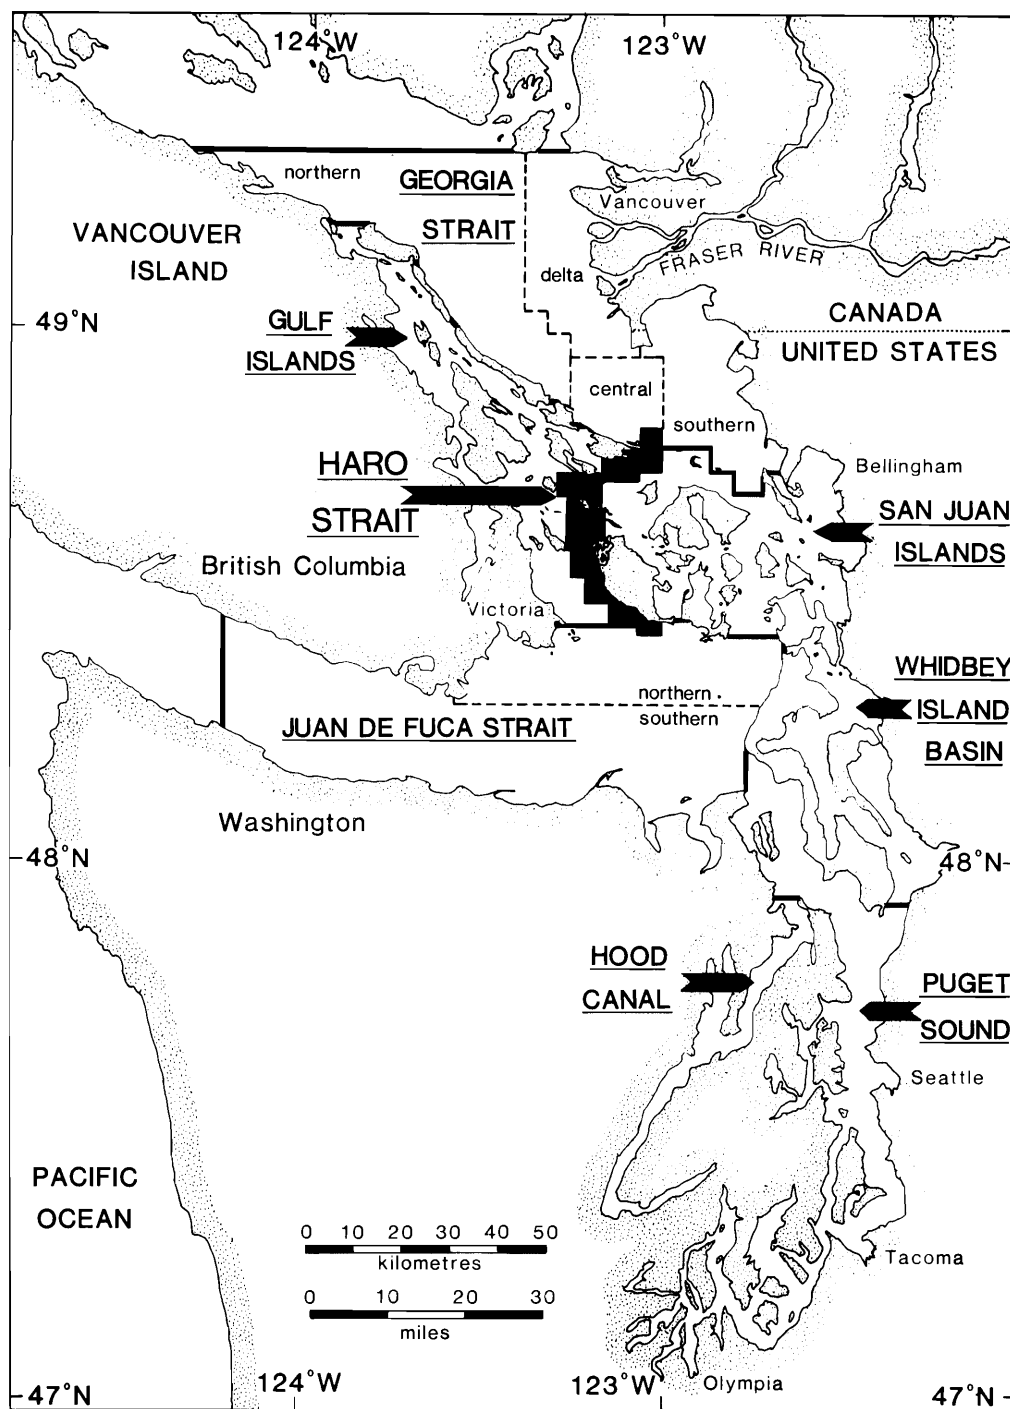 124°W
123°W
northern
GEORGIA
STRAIT
Vancouver
VANCOUVER
ISLAND
FRASER RIVER
delta
49°N
GULF
ISLANDS
CANADA
UNITED STATES
central
southern
HARO
STRAIT
Bellingham
SAN JUAN
ISLANDS
British Columbia
Victoria
WHIDBEY
ISLAND
BASIN
northern
southern
JUAN DE FUCA STRAIT
Washington
48°N
48°N
HOOD
CANAL
PUGET
SOUND
Seattle
PACIFIC
OCEAN
0 10 20 30 50
kilometres
0 10 20 30
miles
Tacoma
Olympia
47°N
124°W
123°W
47°N